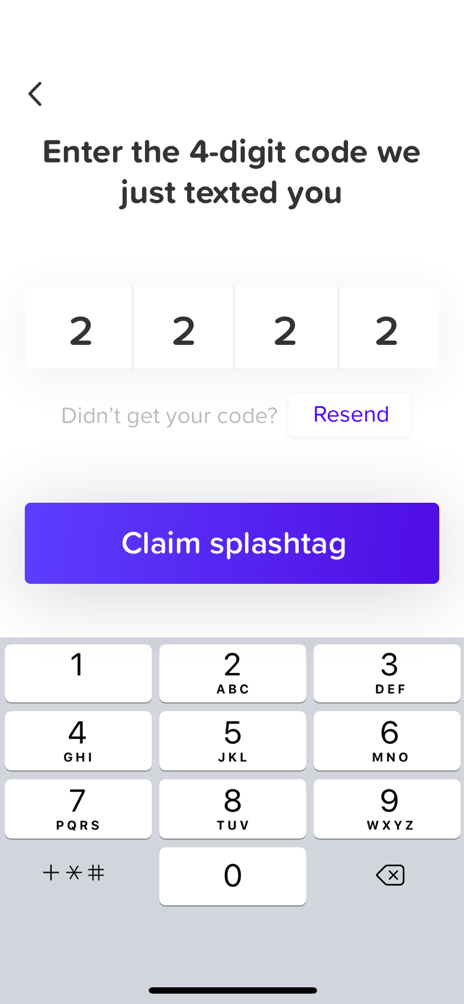 Enter the 4-digit code we
just texted you
2 2 2 2
Didn't get your code? Resend
Claim splashtag
1 2 3
ABC DEF
4 5 6
GHI JKL MNO
7 8 9
PQRS TUV WXYZ
+*# 0